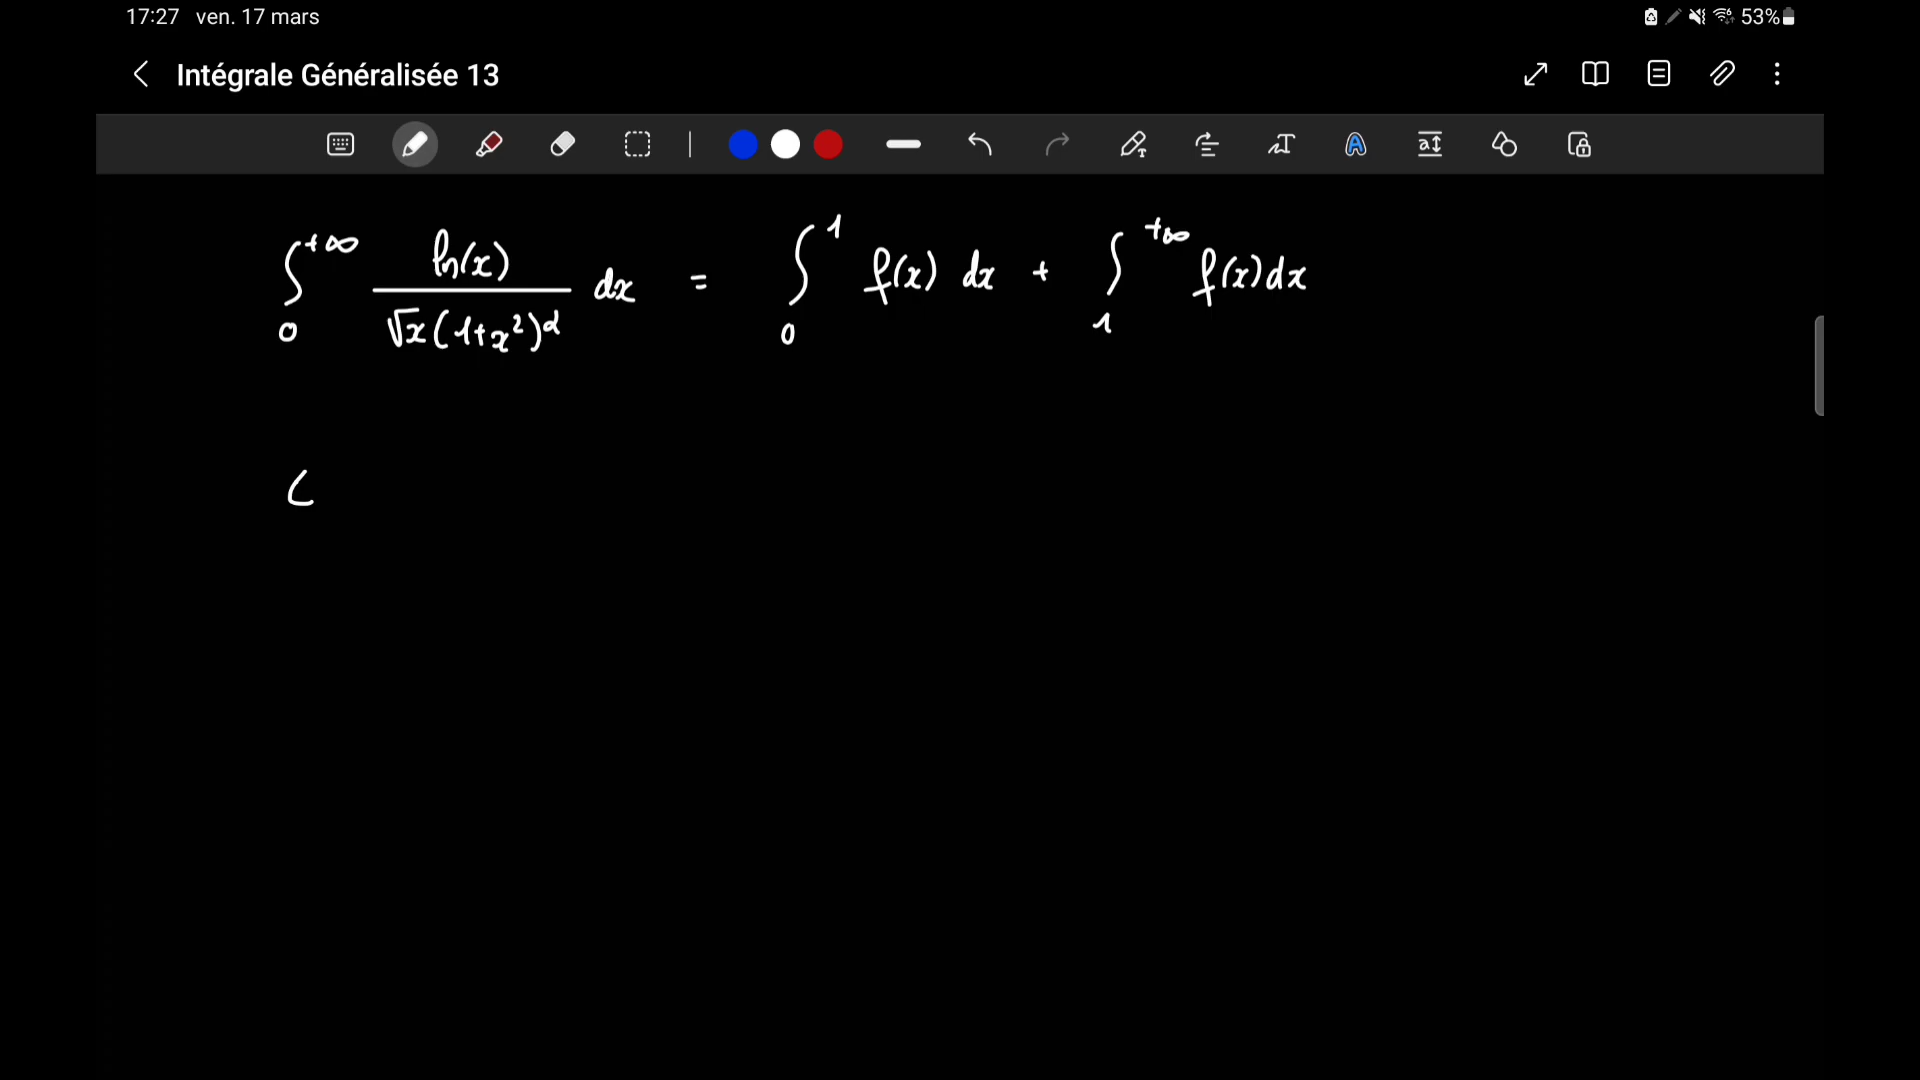 17:27 ven. 17 mars 53%
Intégrale Généralisée 13
∫₀^{+∞} ln(x) / (√x(1+x²)^α) dx = ∫₀^1 f(x) dx + ∫₁^{+∞} f(x)dx